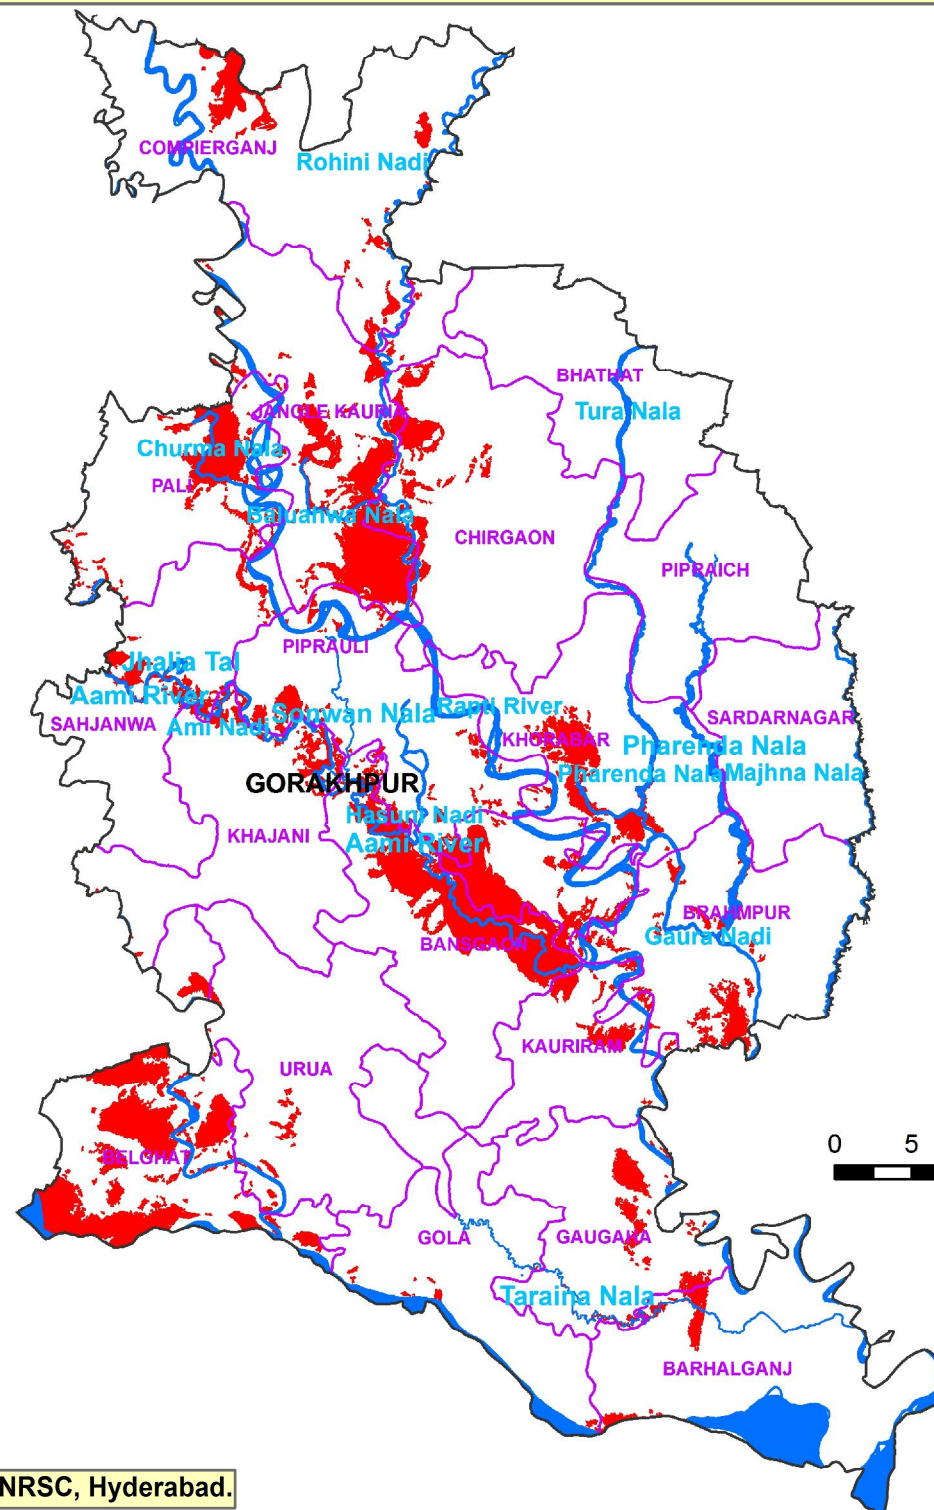 COMPIERGANJ
Rohini Nadi
BHATHAT
JANGLE KAURIA
Tura Nala
Churma Nala
PALI
Baluahwa Nala
CHIRGAON
PIPRAICH
PIPRAULI
Jhalia Tal
Aami River
SAHJANWA
Ami Nadi
Sonwan Nala
Rapti River
KHORABAR
SARDARNAGAR
Pharenda Nala
Pharenda Nala
Majhna Nala
GORAKHPUR
Hasuni Nadi
KHAJANI
Aami River
BRAHMPUR
BANSGAON
Gaura Nadi
KAURIRAM
URUA
0 5
BELGHAT
GOLA
GAUGAHA
Taraina Nala
BARHALGANJ
NRSC, Hyderabad.